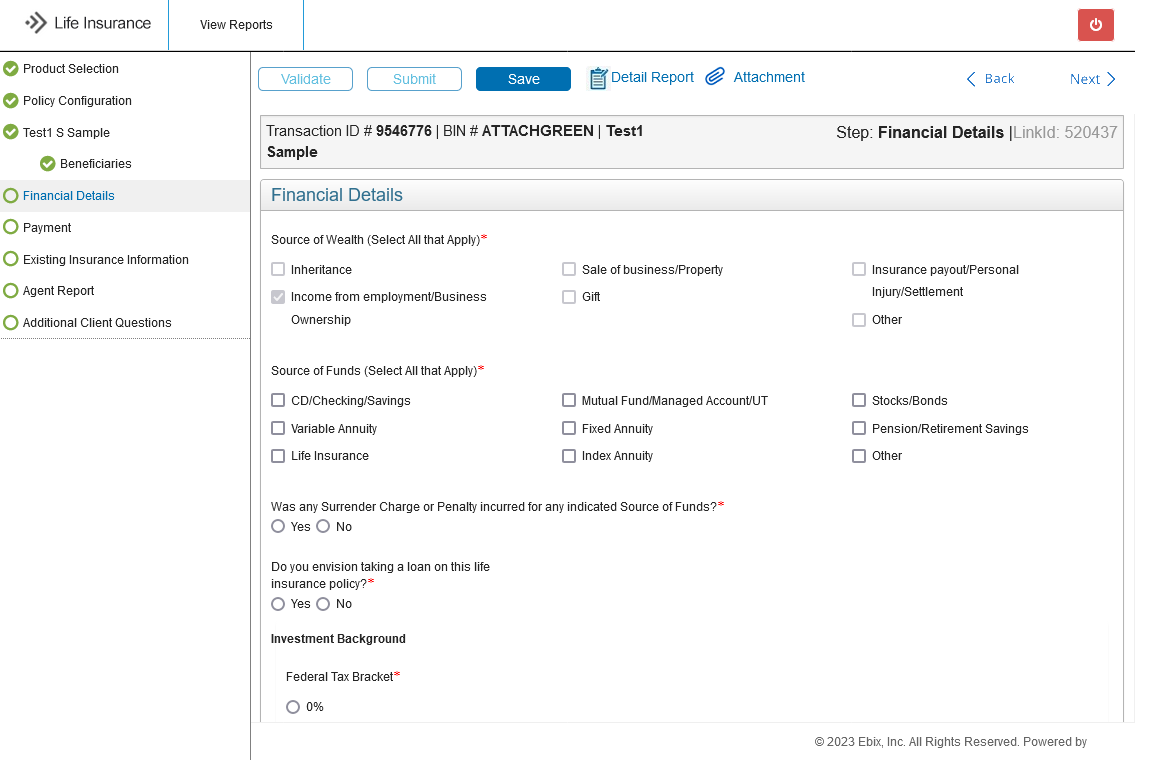 Life Insurance
View Reports
Product Selection
Policy Configuration
Test1 S Sample
Beneficiaries
Financial Details
Payment
Existing Insurance Information
Agent Report
Additional Client Questions
Validate
Submit
Save
Detail Report
Attachment
Back
Next
Transaction ID # 9546776 | BIN # ATTACHGREEN | Test1
Sample
Step: Financial Details |LinkId: 520437
Financial Details
Source of Wealth (Select All that Apply)*
Inheritance
Sale of business/Property
Insurance payout/Personal
Injury/Settlement
Income from employment/Business
Ownership
Gift
Other
Source of Funds (Select All that Apply)*
CD/Checking/Savings
Mutual Fund/Managed Account/UT
Stocks/Bonds
Variable Annuity
Fixed Annuity
Pension/Retirement Savings
Life Insurance
Index Annuity
Other
Was any Surrender Charge or Penalty incurred for any indicated Source of Funds?*
Yes
No
Do you envision taking a loan on this life
insurance policy?*
Yes
No
Investment Background
Federal Tax Bracket*
0%
© 2023 Ebix, Inc. All Rights Reserved. Powered by